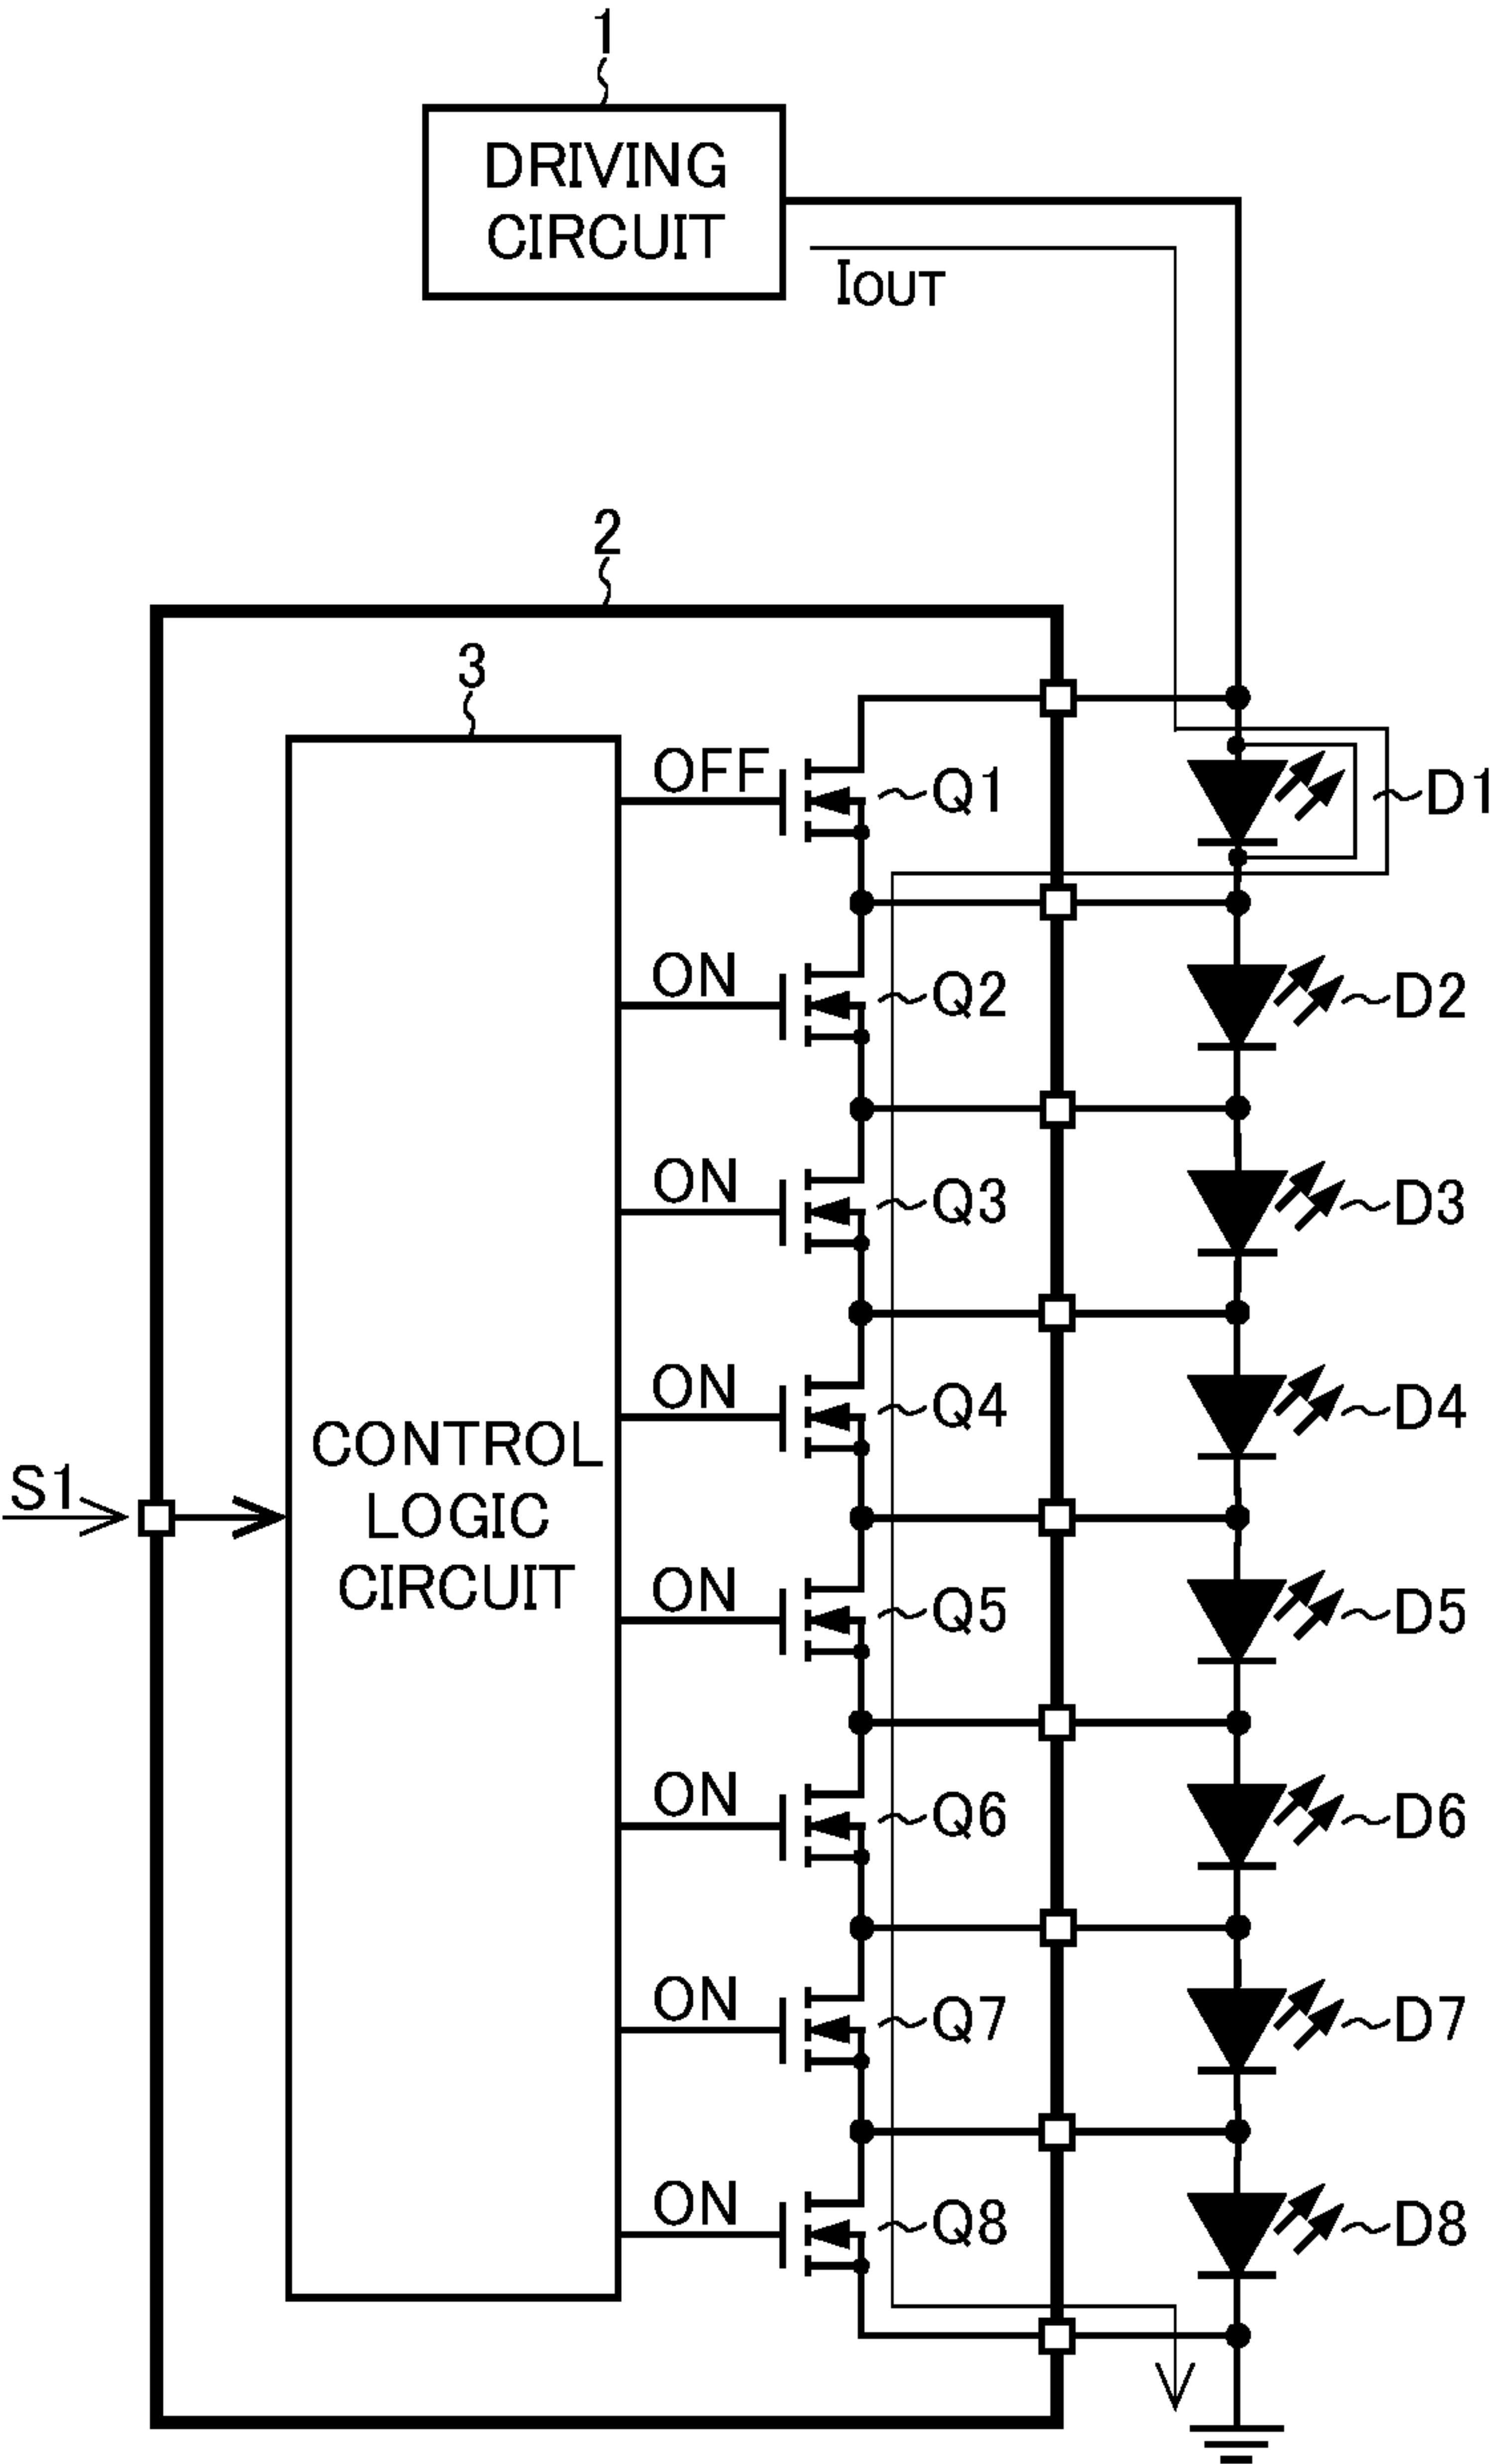 1
DRIVING
CIRCUIT
IOUT
2
3
OFF
Q1
D1
ON
Q2
D2
ON
Q3
D3
ON
Q4
D4
CONTROL
LOGIC
CIRCUIT
S1
ON
Q5
D5
ON
Q6
D6
ON
Q7
D7
ON
Q8
D8